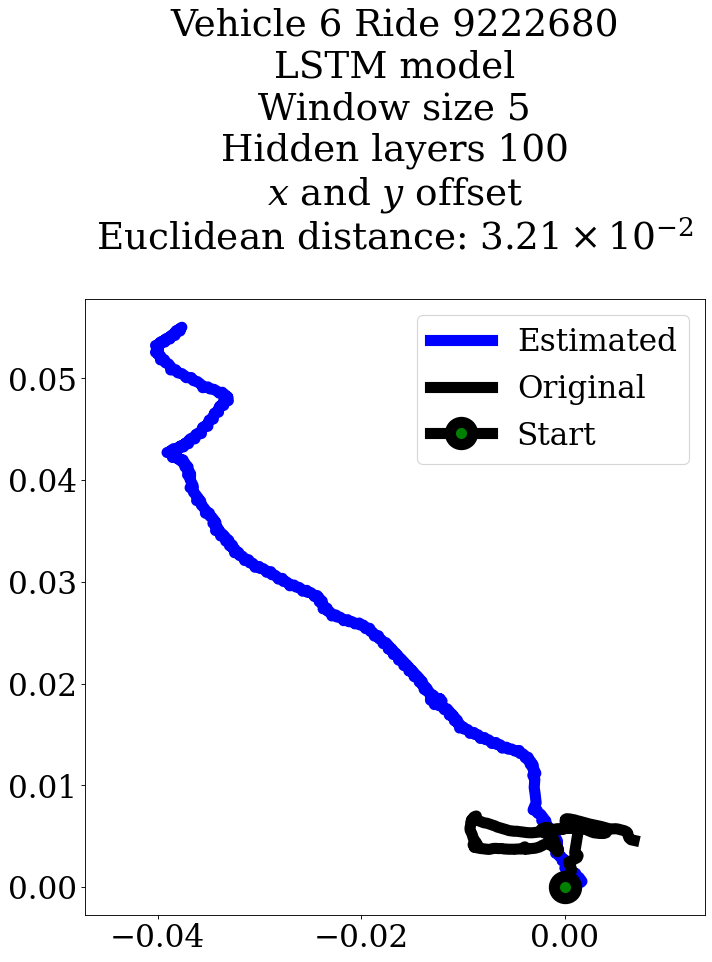 Vehicle 6 Ride 9222680
LSTM model
Window size 5
Hidden layers 100
x and y offset
Euclidean distance: 3.21 × 10⁻²
Estimated
Original
Start
0.05
0.04
0.03
0.02
0.01
0.00
−0.04 −0.02 0.00